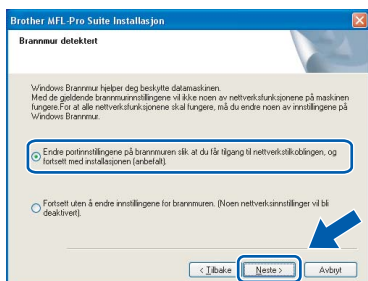 Brother MFL-Pro Suite Installasjon
Brannmur detektert
Windows Brannmur hjelper deg beskytte datamaskinen.
Med de gjeldende brannmurinnstillingene vil ikke noen av nettverksfunksjonene på maskinen
fungere.For at alle nettverksfunksjonene skal fungere, må du endre noen av innstillingene på
Windows Brannmur.
Endre portinnstillingene på brannmuren slik at du får tilgang til nettverkstilkoblingen, og
fortsett med installasjonen (anbefalt).
Fortsett uten å endre innstillingene for brannmuren. (Noen nettverksinnstillinger vil bli
deaktivert).
< Tilbake Neste > Avbryt